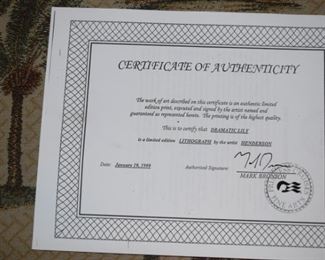 CERTIFICATE OF AUTHENTICITY
The work of art described on this certificate is an authentic limited
edition print, executed and signed by the artist named and
guaranteed as represented herein. The printing is of the highest quality.
This is to certify that DRAMATIC LILY
is a limited edition LITHOGRAPH by the artist HENDERSON
Date: January 19, 1999 Authorized Signature:
MARK BRONSON
FINE ARTS